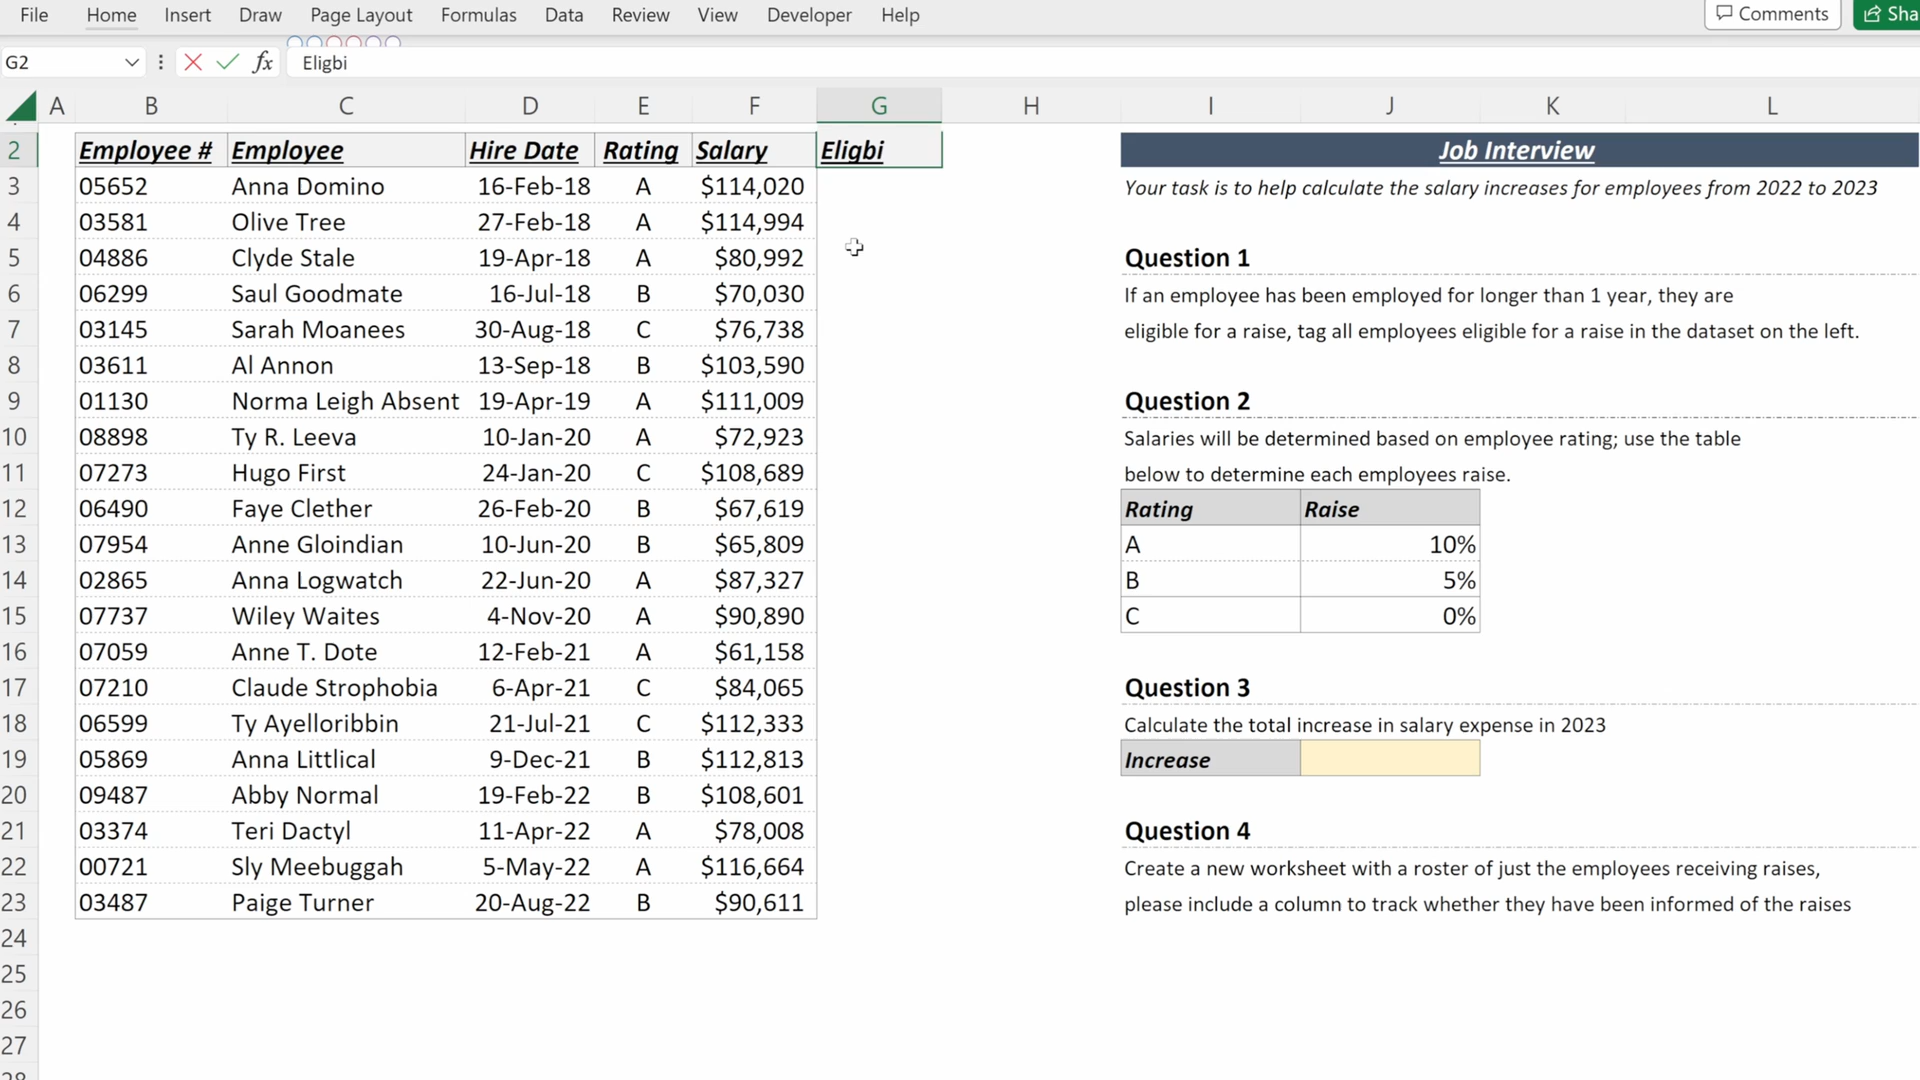 File Home Insert Draw Page Layout Formulas Data Review View Developer Help Comments Sha
G2 fx Eligbi
A B C D E F G H I J K L
2 Employee # Employee Hire Date Rating Salary Eligbi Job Interview
3 05652 Anna Domino 16-Feb-18 A $114,020 Your task is to help calculate the salary increases for employees from 2022 to 2023
4 03581 Olive Tree 27-Feb-18 A $114,994
5 04886 Clyde Stale 19-Apr-18 A $80,992 Question 1
6 06299 Saul Goodmate 16-Jul-18 B $70,030 If an employee has been employed for longer than 1 year, they are
7 03145 Sarah Moanees 30-Aug-18 C $76,738 eligible for a raise, tag all employees eligible for a raise in the dataset on the left.
8 03611 Al Annon 13-Sep-18 B $103,590
9 01130 Norma Leigh Absent 19-Apr-19 A $111,009 Question 2
10 08898 Ty R. Leeva 10-Jan-20 A $72,923 Salaries will be determined based on employee rating; use the table
11 07273 Hugo First 24-Jan-20 C $108,689 below to determine each employees raise.
12 06490 Faye Clether 26-Feb-20 B $67,619 Rating Raise
13 07954 Anne Gloindian 10-Jun-20 B $65,809 A 10%
14 02865 Anna Logwatch 22-Jun-20 A $87,327 B 5%
15 07737 Wiley Waites 4-Nov-20 A $90,890 C 0%
16 07059 Anne T. Dote 12-Feb-21 A $61,158
17 07210 Claude Strophobia 6-Apr-21 C $84,065 Question 3
18 06599 Ty Ayelloribbin 21-Jul-21 C $112,333 Calculate the total increase in salary expense in 2023
19 05869 Anna Littlical 9-Dec-21 B $112,813 Increase
20 09487 Abby Normal 19-Feb-22 B $108,601
21 03374 Teri Dactyl 11-Apr-22 A $78,008 Question 4
22 00721 Sly Meebuggah 5-May-22 A $116,664 Create a new worksheet with a roster of just the employees receiving raises,
23 03487 Paige Turner 20-Aug-22 B $90,611 please include a column to track whether they have been informed of the raises
24
25
26
27
28